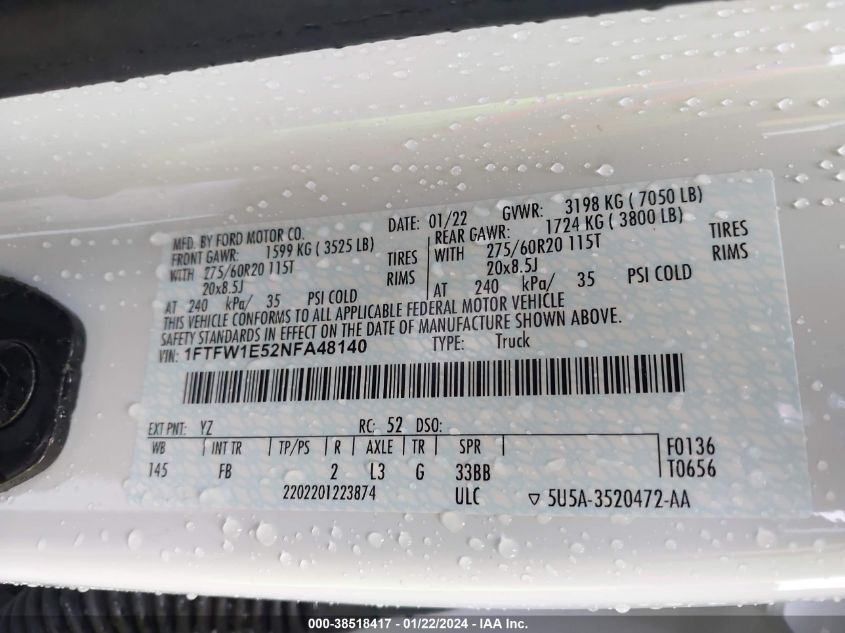 MFD. BY FORD MOTOR CO. DATE: 01/22 GVWR: 3198 KG ( 7050 LB)
FRONT GAWR: 1599 KG ( 3525 LB) REAR GAWR: 1724 KG ( 3800 LB)
WITH 275/60R20 115T TIRES WITH 275/60R20 115T TIRES
20x8.5J RIMS 20x8.5J RIMS
AT 240 kPa/ 35 PSI COLD AT 240 kPa/ 35 PSI COLD
THIS VEHICLE CONFORMS TO ALL APPLICABLE FEDERAL MOTOR VEHICLE
SAFETY STANDARDS IN EFFECT ON THE DATE OF MANUFACTURE SHOWN ABOVE.
VIN: 1FTFW1E52NFA48140 TYPE: Truck
EXT PNT: YZ RC: 52 DSO:
WB INT TR TP/PS R AXLE TR SPR F0136
145 FB 2 L3 G 33BB T0656
2202201223874 ULC ▽ 5U5A-3520472-AA
000-38518417 - 01/22/2024 - IAA Inc.